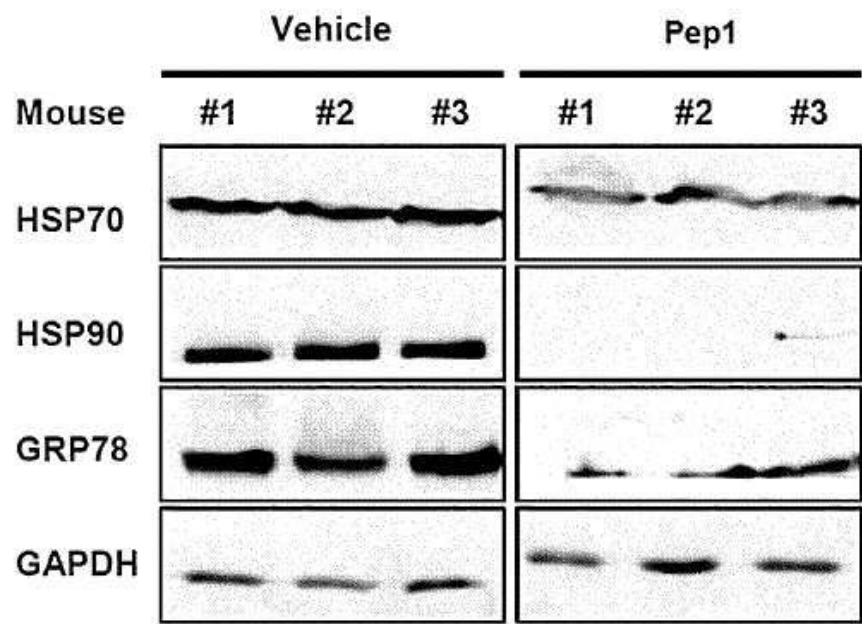 Vehicle Pep1
Mouse #1 #2 #3 #1 #2 #3
HSP70
HSP90
GRP78
GAPDH